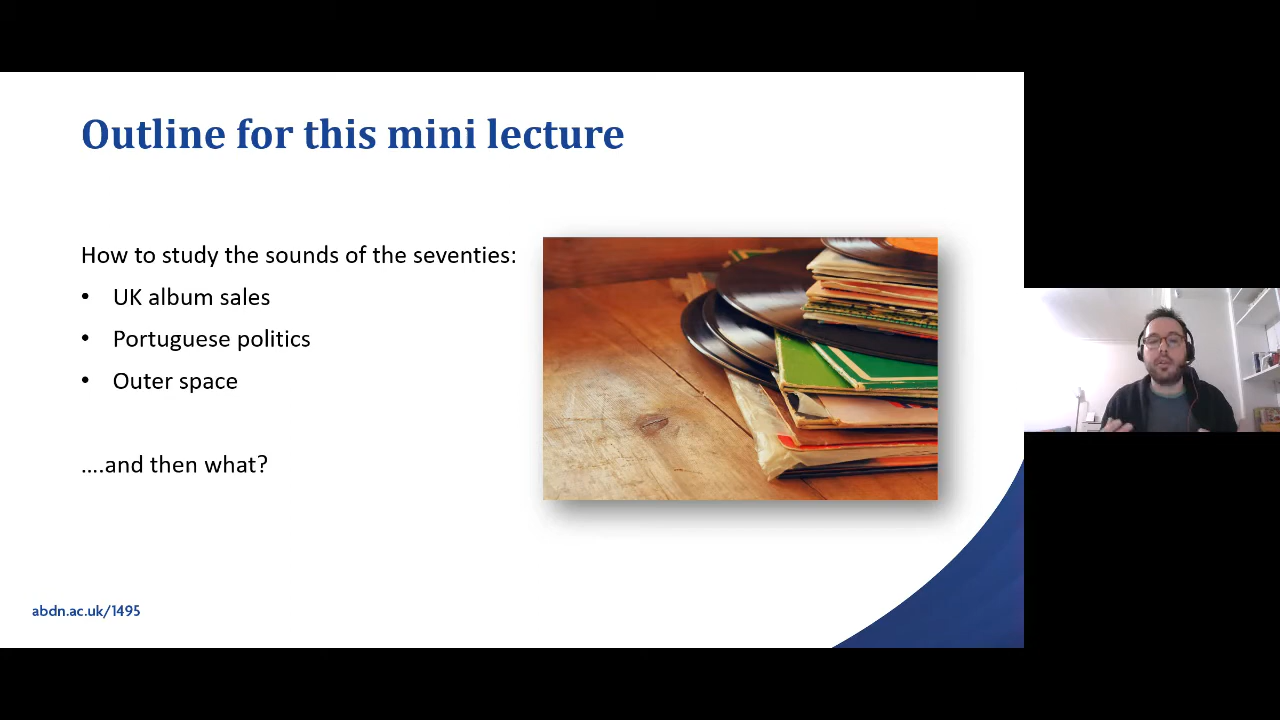 Outline for this mini lecture
How to study the sounds of the seventies:
• UK album sales
• Portuguese politics
• Outer space
....and then what?
abdn.ac.uk/1495